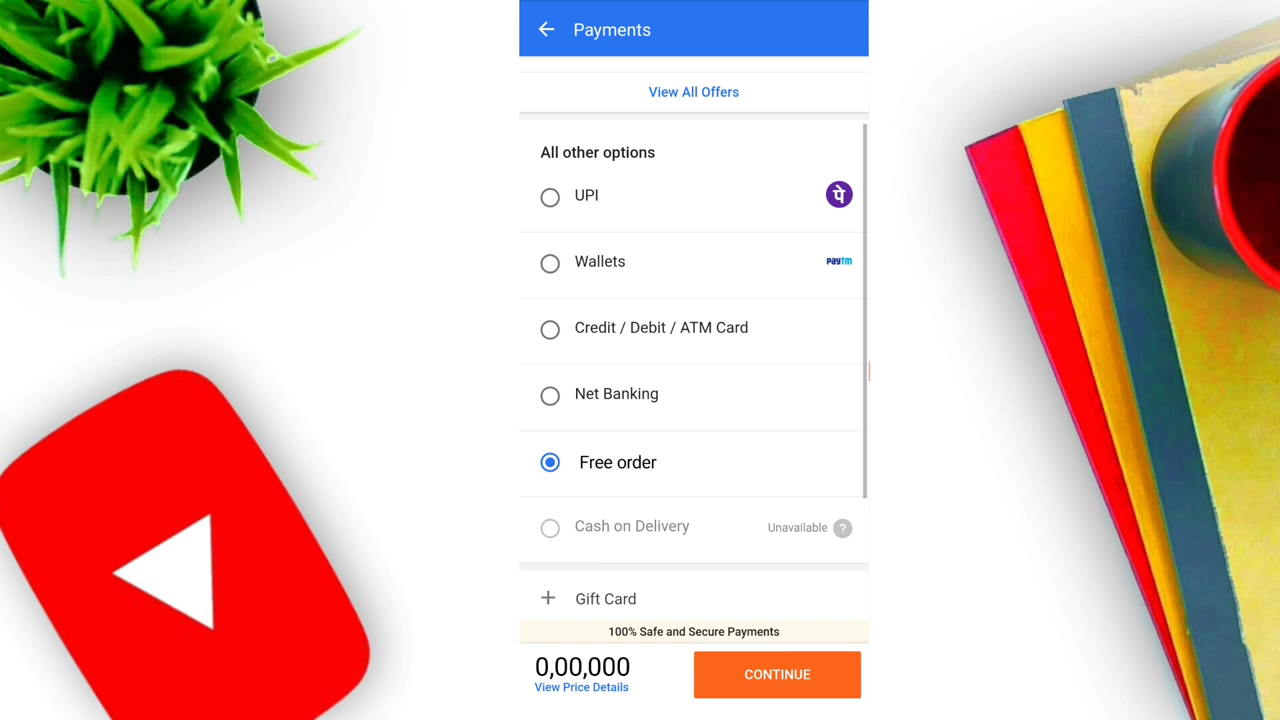 Payments
View All Offers
All other options
UPI
पे
Wallets
Paytm
Credit / Debit / ATM Card
Net Banking
Free order
Cash on Delivery
Unavailable ?
Gift Card
100% Safe and Secure Payments
0,00,000
View Price Details
CONTINUE